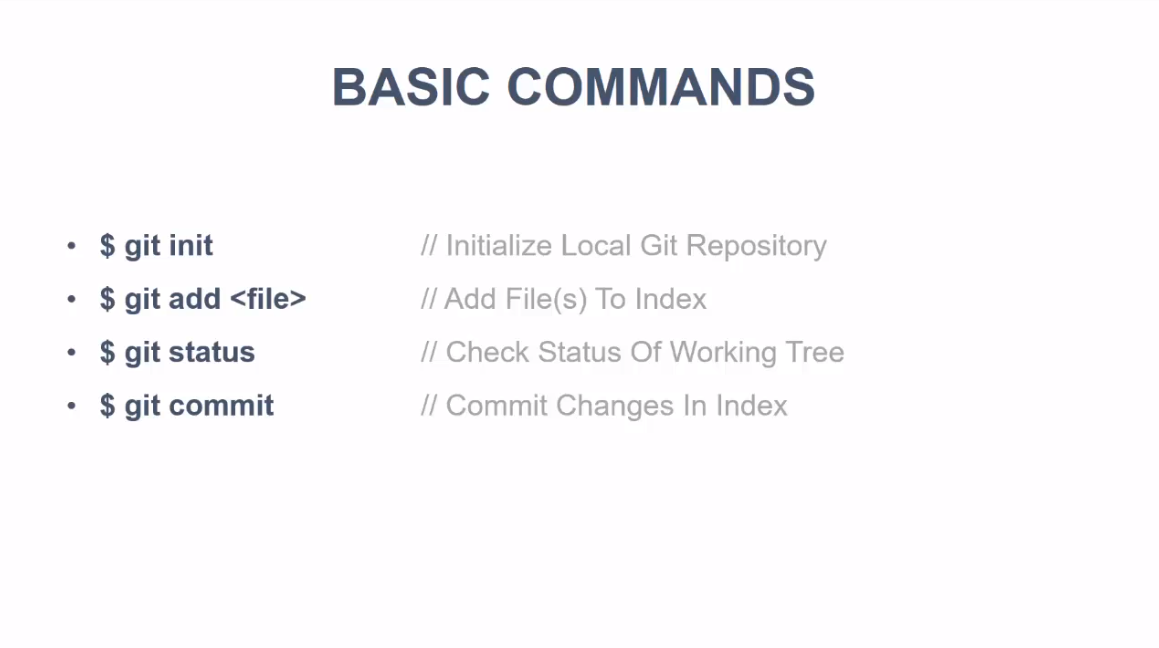 BASIC COMMANDS
• $ git init // Initialize Local Git Repository
• $ git add <file> // Add File(s) To Index
• $ git status // Check Status Of Working Tree
• $ git commit // Commit Changes In Index